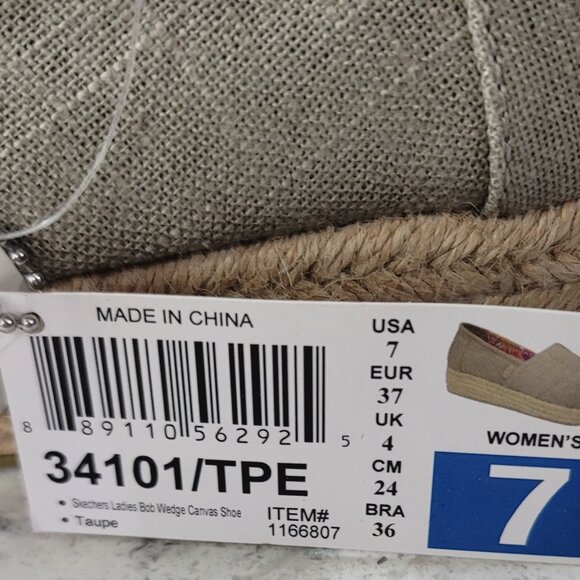 MADE IN CHINA
8 89110 56292 5
34101/TPE
• Skechers Ladies Bob Wedge Canvas Shoe
• Taupe
ITEM#
1166807
USA
7
EUR
37
UK
4
CM
24
BRA
36
WOMEN'S
7